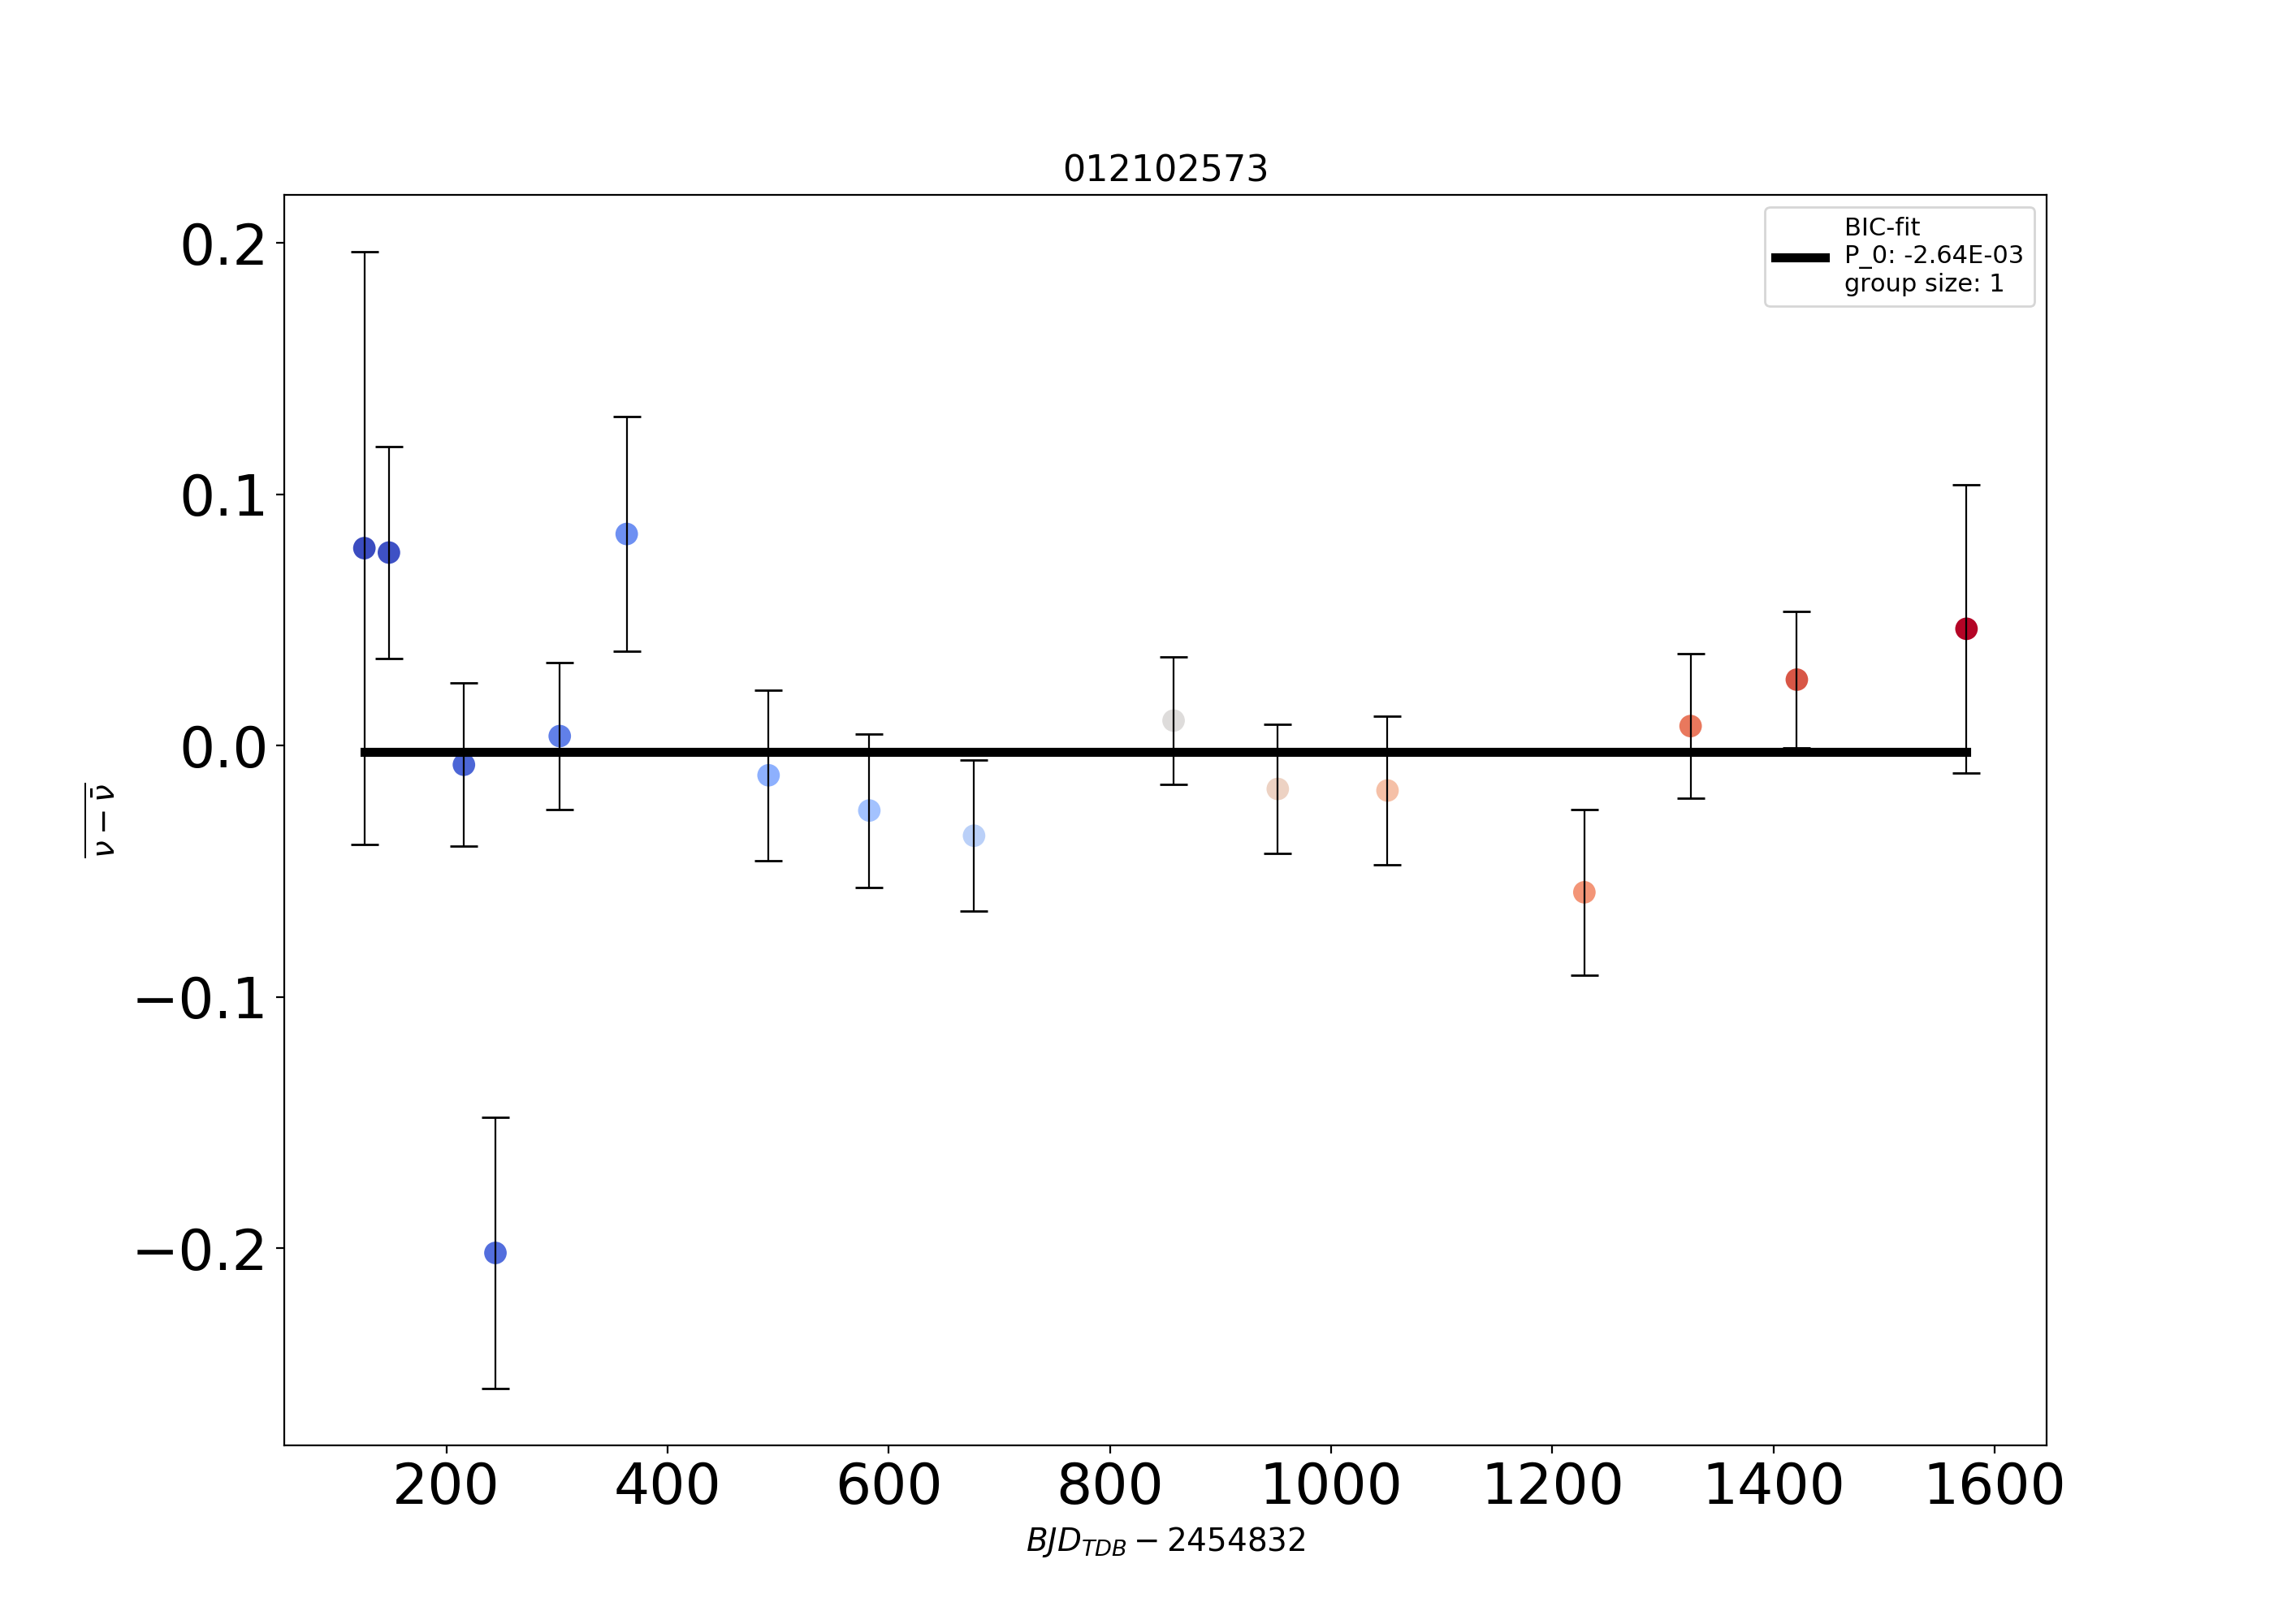 012102573
BIC-fit
P_0: -2.64E-03
group size: 1
0.2
0.1
0.0
−0.1
−0.2
ν − ν̄
200 400 600 800 1000 1200 1400 1600
BJD_TDB − 2454832